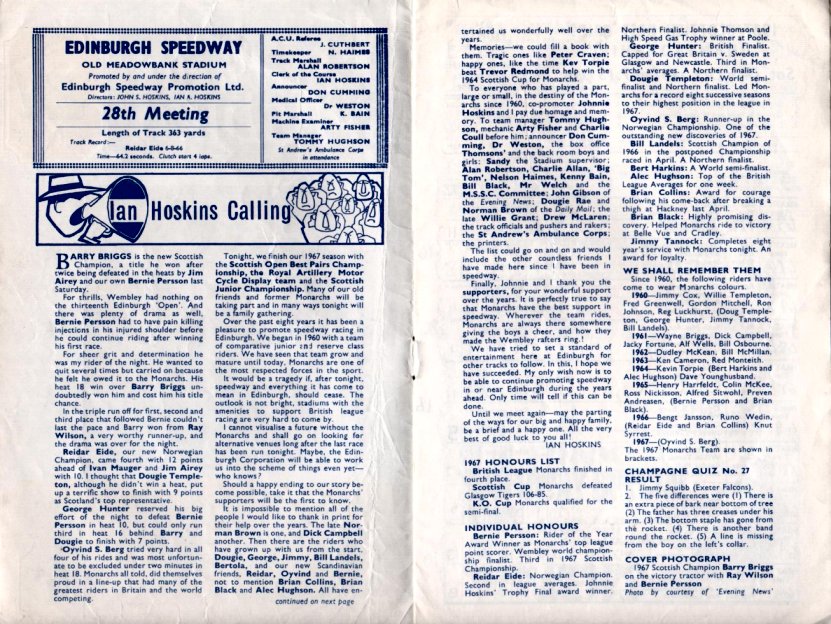 EDINBURGH SPEEDWAY
OLD MEADOWBANK STADIUM
Promoted by and under the direction of
Edinburgh Speedway Promotion Ltd.
Directors: JOHN S. HOSKINS, IAN R. HOSKINS
28th Meeting
Length of Track 363 yards
Track Record:—
Reidar Eide 6-8-66
Time—64.2 seconds. Clutch start 4 laps.
A.C.U. Referee
J. CUTHBERT
Timekeeper N. HAIMES
Track Marshall
ALAN ROBERTSON
Clerk of the Course
IAN HOSKINS
Announcer
DON CUMMING
Medical Officer
Dr WESTON
Pit Marshall K. BAIN
Machine Examiner
ARTY FISHER
Team Manager
TOMMY HUGHSON
St Andrew's Ambulance Corps
in attendance
Ian Hoskins Calling
BARRY BRIGGS is the new Scottish
Champion, a title he won after
twice being defeated in the heats by Jim
Airey and our own Bernie Persson last
Saturday.
For thrills, Wembley had nothing on
the thirteenth Edinburgh 'Open'. And
there was plenty of drama as well,
Bernie Persson had to have pain killing
injections in his injured shoulder before
he could continue riding after winning
his first race.
For sheer grit and determination he
was my rider of the night. He wanted to
quit several times but carried on because
he felt he owed it to the Monarchs. His
heat 18 win over Barry Briggs un-
doubtedly won him and cost him his title
chance.
In the triple run off for first, second and
third place that followed Bernie couldn't
last the pace and Barry won from Ray
Wilson, a very worthy runner-up, and
the drama was over for the night.
Reidar Eide, our new Norwegian
Champion, came fourth with 12 points
ahead of Ivan Mauger and Jim Airey
with 10. I thought that Dougie Temple-
ton, although he didn't win a heat, put
up a terrific show to finish with 9 points
as Scotland's top representative.
George Hunter reserved his big
effort of the night to defeat Bernie
Persson in heat 10, but could only run
third in heat 16 behind Barry and
Dougie to finish with 7 points.
Oyvind S. Berg tried very hard in all
four of his rides and was most unfortun-
ate to be excluded under two minutes in
heat 18. Monarchs all told, did themselves
proud in a line-up that had many of the
greatest riders in Britain and the world
competing.
Tonight, we finish our 1967 season with
the Scottish Open Best Pairs Champ-
ionship, the Royal Artillery Motor
Cycle Display team and the Scottish
Junior Championship. Many of our old
friends and former Monarchs will be
taking part and in many ways tonight will
be a family gathering.
Over the past eight years it has been a
pleasure to promote speedway racing in
Edinburgh. We began in 1960 with a team
of comparative junior and reserve class
riders. We have seen that team grow and
mature until today, Monarchs are one of
the most respected forces in the sport.
It would be a tragedy if, after tonight,
speedway and everything it has come to
mean in Edinburgh, should cease. The
outlook is not bright, stadiums with the
amenities to support British league
racing are very hard to come by.
I cannot visualise a future without the
Monarchs and shall go on looking for
alternative venues long after the last race
has been run tonight. Maybe, the Edin-
burgh Corporation will be able to work
us into the scheme of things even yet—
who knows?
Should a happy ending to our story be-
come possible, take it that the Monarchs'
supporters will be the first to know.
It is impossible to mention all of the
people I would like to thank in print for
their help over the years. The late Nor-
man Brown is one, and Dick Campbell
another. Then there are the riders who
have grown up with us from the start.
Dougie, George, Jimmy, Bill Landels,
Bertola, and our new Scandinavian
friends, Reidar, Oyvind and Bernie,
not to mention Brian Collins, Brian
Black and Alec Hughson. All have en-
continued on next page
tertained us wonderfully well over the
years.
Memories—we could fill a book with
them. Tragic ones like Peter Craven;
happy ones, like the time Kev Torpie
beat Trevor Redmond to help win the
1964 Scottish Cup for Monarchs.
To everyone who has played a part,
large or small, in the destiny of the Mon-
archs since 1960, co-promoter Johnnie
Hoskins and I pay due homage and mem-
ory. To team manager Tommy Hugh-
son, mechanic Arty Fisher and Charlie
Coull before him; announcer Don Cum-
ming, Dr Weston, the box office
Thomsons' and the back room boys and
girls: Sandy the Stadium supervisor;
Alan Robertson, Charlie Allan, 'Big
Tom', Nelson Haimes, Kenny Bain,
Bill Black, Mr Welch and the
M.S.S.C. Committee; John Gibson of
the Evening News; Dougie Rae and
Norman Brown of the Daily Mail; the
late Willie Grant; Drew McLaren;
the track officials and pushers and rakers;
the St Andrew's Ambulance Corps;
the printers.
The list could go on and on and would
include the other countless friends I
have made here since I have been in
speedway.
Finally, Johnnie and I thank you the
supporters, for your wonderful support
over the years. It is perfectly true to say
that Monarchs have the best support in
speedway. Wherever the team rides,
Monarchs are always there somewhere
giving the boys a cheer, and how they
made the Wembley rafters ring!
We have tried to set a standard of
entertainment here at Edinburgh for
other tracks to follow. In this, I hope we
have succeeded. My only wish now is to
be able to continue promoting speedway
in or near Edinburgh during the years
ahead. Only time will tell if this can be
done.
Until we meet again—may the parting
of the ways for our big and happy family,
be a brief and a happy one. All the very
best of good luck to you all!
IAN HOSKINS
1967 HONOURS LIST
British League Monarchs finished in
fourth place.
Scottish Cup Monarchs defeated
Glasgow Tigers 106-85.
K.O. Cup Monarchs qualified for the
semi-final.
INDIVIDUAL HONOURS
Bernie Persson: Rider of the Year
Award Winner as Monarchs' top league
point scorer. Wembley world champion-
ship finalist. Third in 1967 Scottish
Championship.
Reidar Eide: Norwegian Champion.
Second in league averages. Johnnie
Hoskins' Trophy Final award winner.
Northern Finalist. Johnnie Thomson and
High Speed Gas Trophy winner at Poole.
George Hunter: British Finalist.
Capped for Great Britain v. Sweden at
Glasgow and Newcastle. Third in Mon-
archs' averages. A Northern finalist.
Dougie Templeton: World semi-
finalist and Northern finalist. Led Mon-
archs for a record eight successive seasons
to their highest position in the league in
1967.
Oyvind S. Berg: Runner-up in the
Norwegian Championship. One of the
outstanding new discoveries of 1967.
Bill Landels: Scottish Champion of
1966 in the postponed Championship
raced in April. A Northern finalist.
Bert Harkins: A World semi-finalist.
Alec Hughson: Top of the British
League Averages for one week.
Brian Collins: Award for courage
following his come-back after breaking a
thigh at Hackney last April.
Brian Black: Highly promising dis-
covery. Helped Monarchs ride to victory
at Belle Vue and Cradley.
Jimmy Tannock: Completes eight
year's service with Monarchs tonight. An
award for loyalty.
WE SHALL REMEMBER THEM
Since 1960, the following riders have
come to wear Monarchs colours.
1960—Jimmy Cox, Willie Templeton,
Fred Greenwell, Gordon Mitchell, Ron
Johnson, Reg Luckhurst, (Doug Temple-
ton, George Hunter, Jimmy Tannock,
Bill Landels).
1961—Wayne Briggs, Dick Campbell,
Jacky Fortune, Alf Wells, Bill Osbourne.
1962—Dudley McKean, Bill McMillan.
1963—Ken Cameron, Red Monteith.
1964—Kevin Torpie (Bert Harkins and
Alec Hughson) Dave Younghusband.
1965—Henry Harrfeldt, Colin McKee,
Ross Nickisson, Alfred Sitwohl, Preven
Andreasen, (Bernie Persson and Brian
Black).
1966—Bengt Jansson, Runo Wedin,
(Reidar Eide and Brian Collins) Knut
Syrrest.
1967—(Oyvind S. Berg).
The 1967 Monarchs Team are shown in
brackets.
CHAMPAGNE QUIZ No. 27
RESULT
1. Jimmy Squibb (Exeter Falcons).
2. The five differences were (1) There is
an extra piece of bark near bottom of tree
(2) The father has three creases under his
arm. (3) The bottom staple has gone from
the rocket. (4) There is another band
round the rocket. (5) A line is missing
from the boy on the left's collar.
COVER PHOTOGRAPH
1967 Scottish Champion Barry Briggs
on the victory tractor with Ray Wilson
and Bernie Persson
Photo by courtesy of 'Evening News'